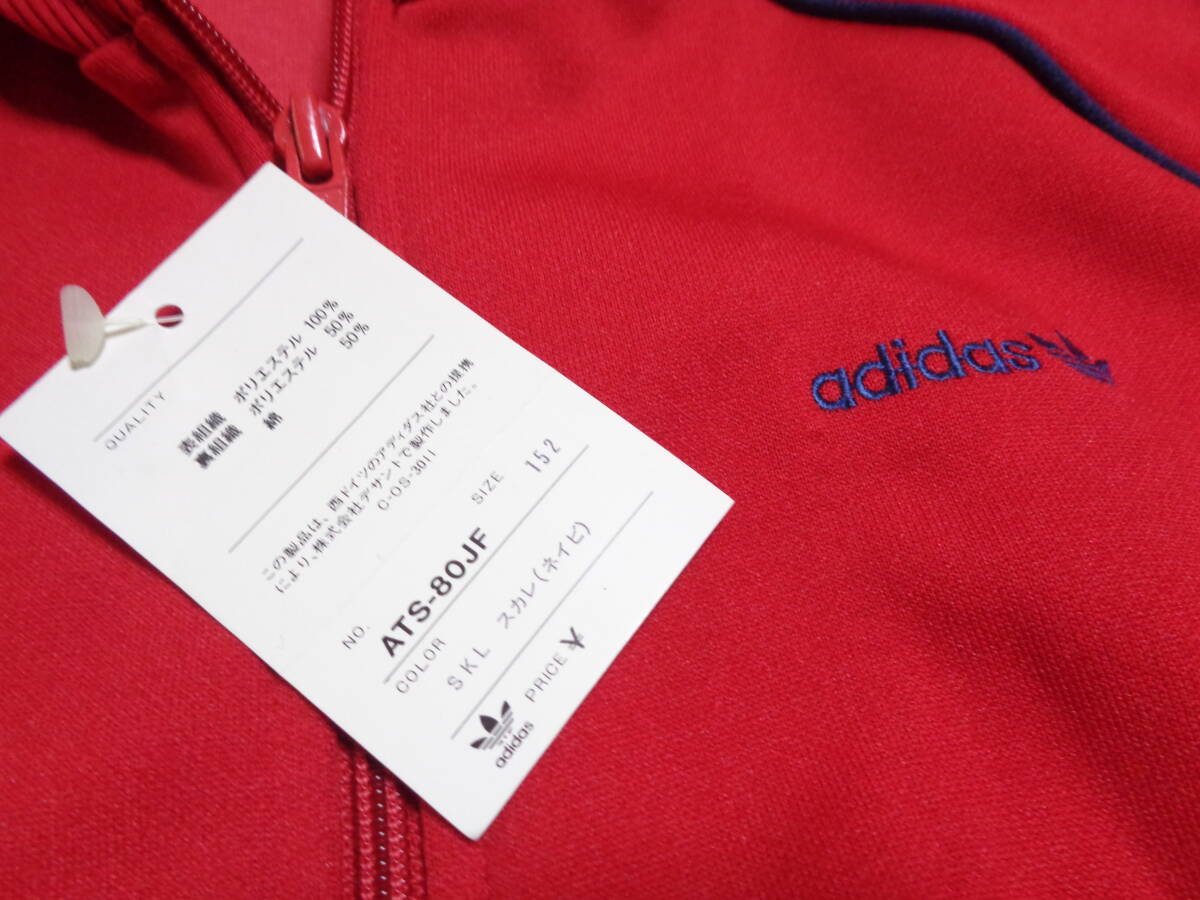 QUALITY
表組織 ポリエステル 100%
裏組織 ポリエステル 50%
綿 50%
この製品は、西ドイツのアディダス社との提携
により、株式会社デサントで製作しました。
C-OS-3011
NO. SIZE 152
ATS-80JF
COLOR
SKL スカレ(ネイビ)
adidas PRICE ¥
adidas